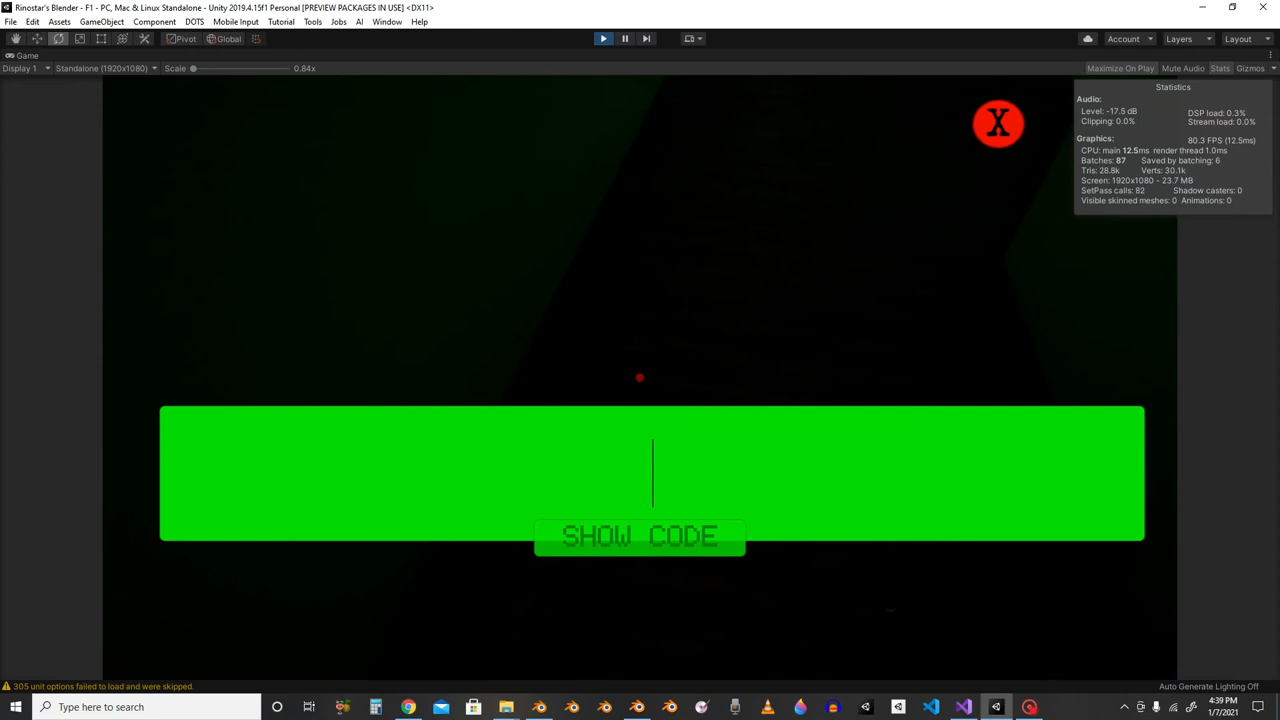 Rinostar's Blender - F1 - PC, Mac & Linux Standalone - Unity 2019.4.15f1 Personal [PREVIEW PACKAGES IN USE] <DX11>
File Edit Assets GameObject Component DOTS Mobile Input Tutorial Tools Jobs AI Window Help
Pivot Global Account Layers Layout
Game
Display 1 Standalone (1920x1080) Scale 0.84x Maximize On Play Mute Audio Stats Gizmos
Statistics
Audio:
Level: -17.5 dB DSP load: 0.3%
Clipping: 0.0% Stream load: 0.0%
Graphics: 80.3 FPS (12.5ms)
CPU: main 12.5ms render thread 1.0ms
Batches: 87 Saved by batching: 6
Tris: 28.8k Verts: 30.1k
Screen: 1920x1080 - 23.7 MB
SetPass calls: 82 Shadow casters: 0
Visible skinned meshes: 0 Animations: 0
X
SHOW CODE
305 unit options failed to load and were skipped. Auto Generate Lighting Off
Type here to search
4:39 PM
1/7/2021